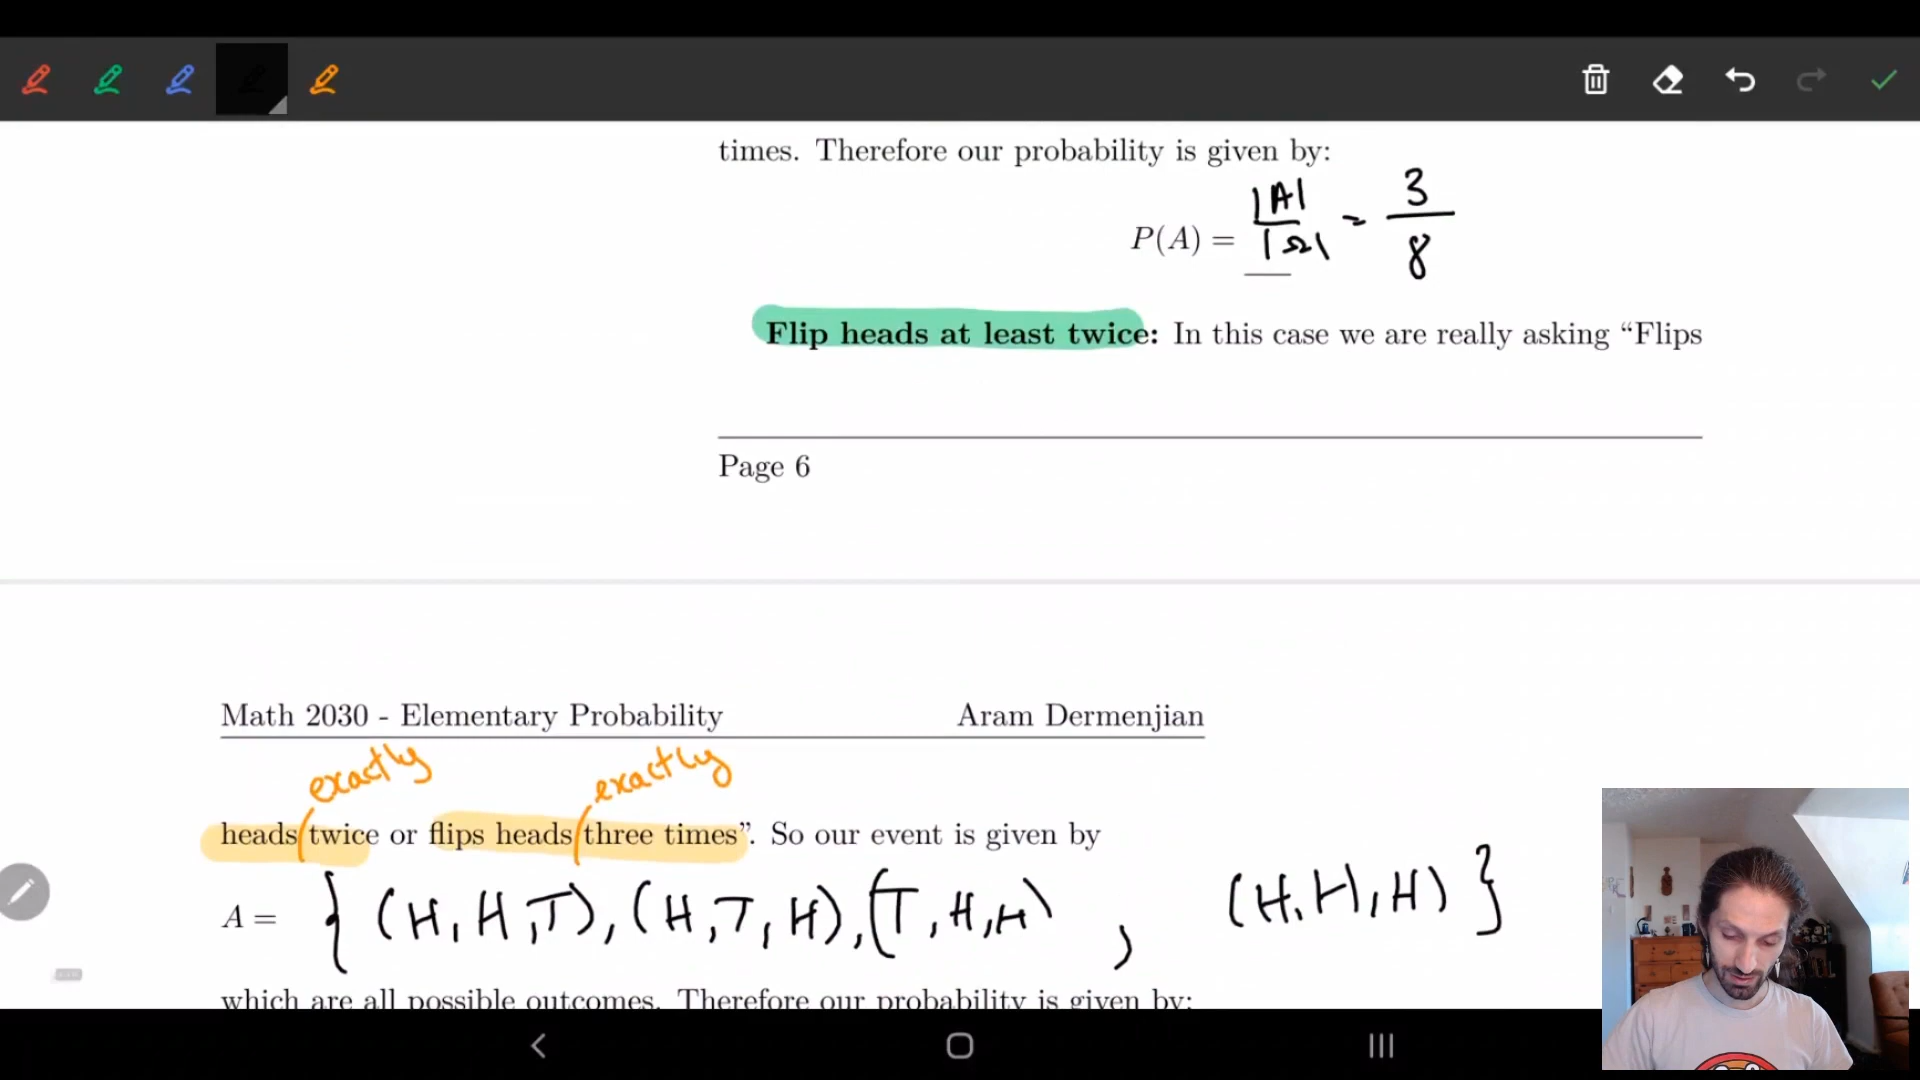 times. Therefore our probability is given by:
P(A) = |A| / |Ω| = 3 / 8
Flip heads at least twice: In this case we are really asking “Flips
Page 6
Math 2030 - Elementary Probability Aram Dermenjian
exactly exactly
heads twice or flips heads three times”. So our event is given by
A = { (H, H, T), (H, T, H), (T, H, H) , (H, H, H) }
which are all possible outcomes. Therefore our probability is given by: